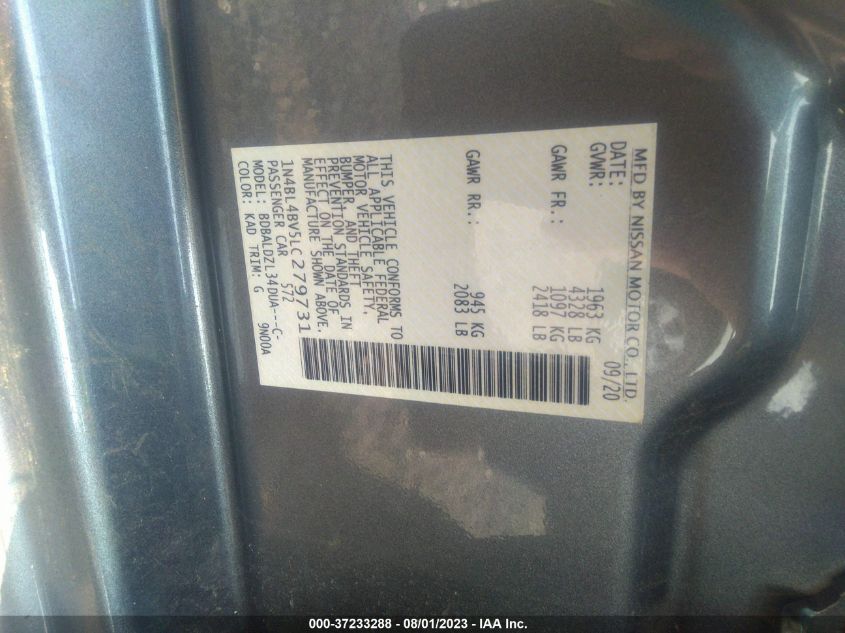 MFD BY NISSAN MOTOR CO., LTD.
DATE: 09/20
GVWR: 1963 KG
4328 LB
GAWR FR.: 1097 KG
2418 LB
GAWR RR.: 945 KG
2083 LB
THIS VEHICLE CONFORMS TO
ALL APPLICABLE FEDERAL
MOTOR VEHICLE SAFETY,
BUMPER, AND THEFT
PREVENTION STANDARDS IN
EFFECT ON THE DATE OF
MANUFACTURE SHOWN ABOVE.
1N4BL4BV5LC279731
PASSENGER CAR 572
MODEL: BDBALDZL34DUA---C-
COLOR: KAD TRIM: G 9N00A
000-37233288 - 08/01/2023 - IAA Inc.